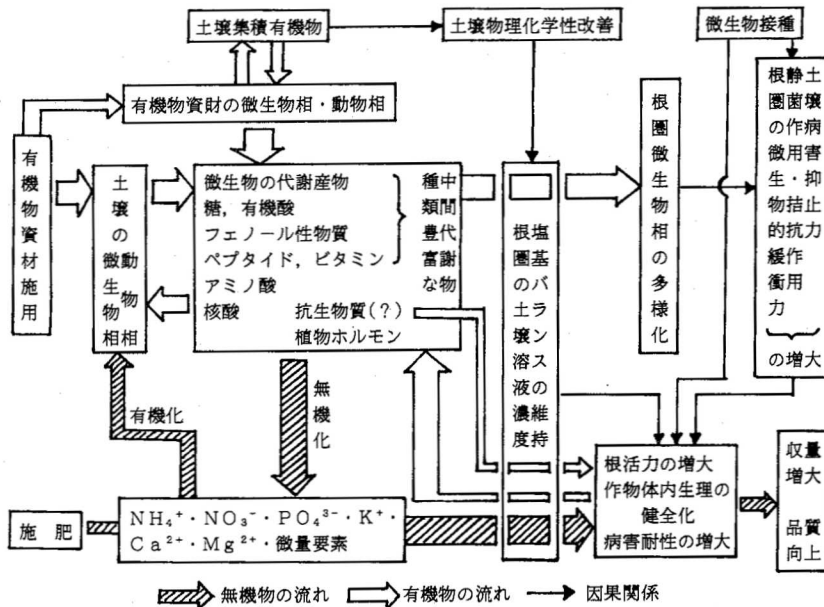 土壌集積有機物
土壌物理化学性改善
微生物接種
有機物資財の微生物相・動物相
有機物資材施用
土壌の微生物相
動物相
微生物の代謝産物
糖，有機酸
フェノール性物質
ペプタイド，ビタミン
アミノ酸
核酸
抗生物質(？)
植物ホルモン
中間代謝物
種類豊富な
塩基のバランスの維持
根圏の土壌溶液の濃度
根圏微生物相の多様化
土壌病害抑止力
静菌作用・拮抗作用
根圏の微生物的緩衝力
の増大
有機化
無機化
施肥
NH₄⁺・NO₃⁻・PO₄³⁻・K⁺・
Ca²⁺・Mg²⁺・微量要素
根活力の増大
作物体内生理の
健全化
病害耐性の増大
収量
増大
品質
向上
無機物の流れ
有機物の流れ
因果関係